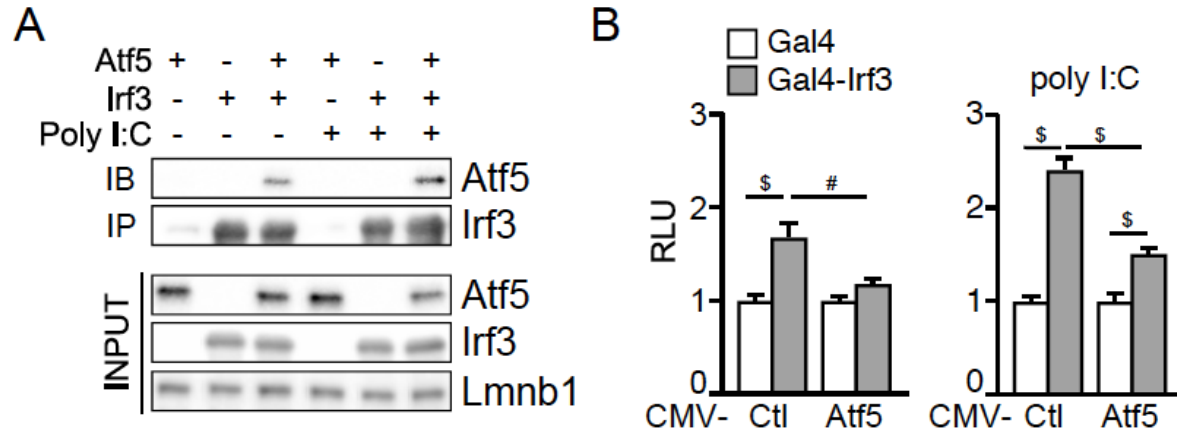 A
Atf5 + - + + - +
Irf3 - + + - + +
Poly I:C - - - + + +
IB Atf5
IP Irf3
INPUT
Atf5
Irf3
Lmnb1
B
Gal4
Gal4-Irf3
poly I:C
RLU
3
2
1
0
$ #
3
2
1
0
$ $
$
CMV- Ctl Atf5 Ctl Atf5